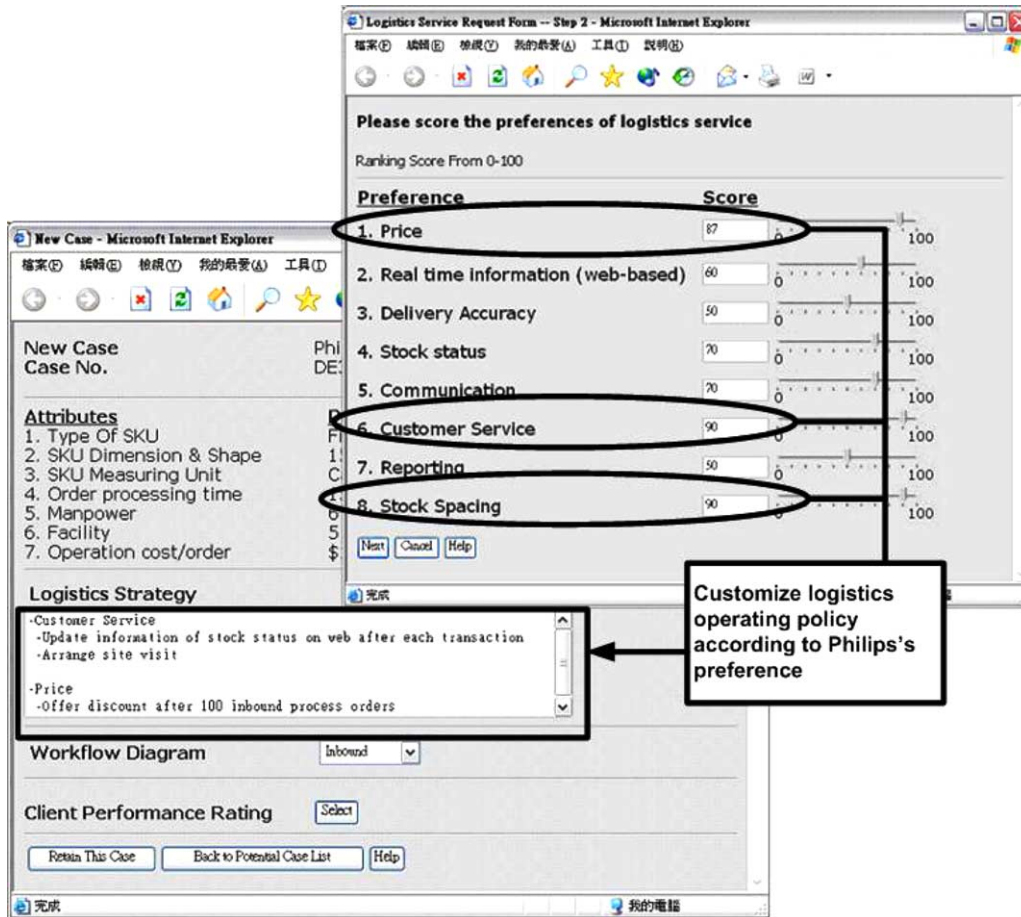 Logistics Service Request Form -- Step 2 - Microsoft Internet Explorer
檔案(F) 編輯(E) 檢視(V) 我的最愛(A) 工具(T) 說明(H)
Please score the preferences of logistics service
Ranking Score From 0-100
Preference Score
1. Price 87 0 100
2. Real time information (web-based) 60 0 100
3. Delivery Accuracy 50 0 100
4. Stock status 70 0 100
5. Communication 70 0 100
6. Customer Service 90 0 100
7. Reporting 50 0 100
8. Stock Spacing 90 0 100
Next Cancel Help
完成
New Case - Microsoft Internet Explorer
檔案(F) 編輯(E) 檢視(V) 我的最愛(A) 工具(T)
New Case Phi
Case No. DE3
Attributes D
1. Type Of SKU F
2. SKU Dimension & Shape 1
3. SKU Measuring Unit C
4. Order processing time 1
5. Manpower 6
6. Facility 5
7. Operation cost/order $
Logistics Strategy
-Customer Service
-Update information of stock status on web after each transaction
-Arrange site visit
-Price
-Offer discount after 100 inbound process orders
Workflow Diagram Inbound
Client Performance Rating Select
Retain This Case Back to Potential Case List Help
完成 我的電腦
Customize logistics
operating policy
according to Philips's
preference